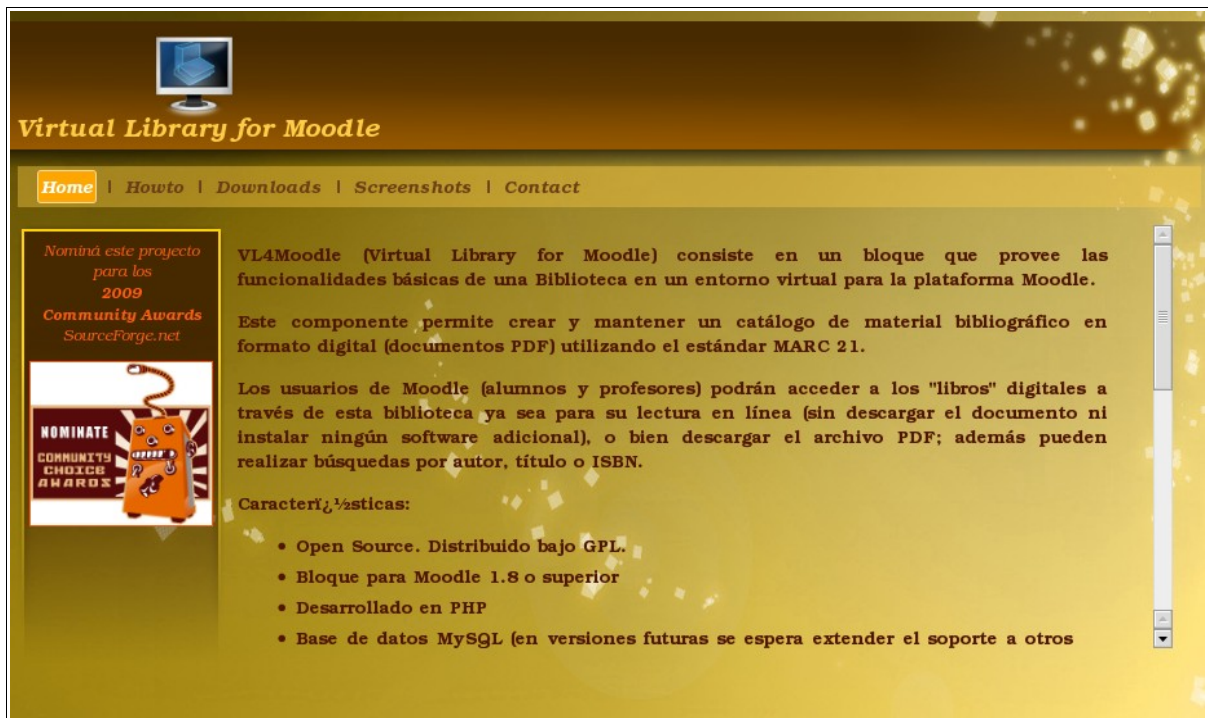 Virtual Library for Moodle
Home | Howto | Downloads | Screenshots | Contact
Nominá este proyecto
para los
2009
Community Awards
SourceForge.net
NOMINATE
COMMUNITY
CHOICE
AWARDS
VL4Moodle (Virtual Library for Moodle) consiste en un bloque que provee las
funcionalidades básicas de una Biblioteca en un entorno virtual para la plataforma Moodle.
Este componente permite crear y mantener un catálogo de material bibliográfico en
formato digital (documentos PDF) utilizando el estándar MARC 21.
Los usuarios de Moodle (alumnos y profesores) podrán acceder a los "libros" digitales a
través de esta biblioteca ya sea para su lectura en línea (sin descargar el documento ni
instalar ningún software adicional), o bien descargar el archivo PDF; además pueden
realizar búsquedas por autor, título o ISBN.
Caracterï¿½sticas:
• Open Source. Distribuido bajo GPL.
• Bloque para Moodle 1.8 o superior
• Desarrollado en PHP
• Base de datos MySQL (en versiones futuras se espera extender el soporte a otros